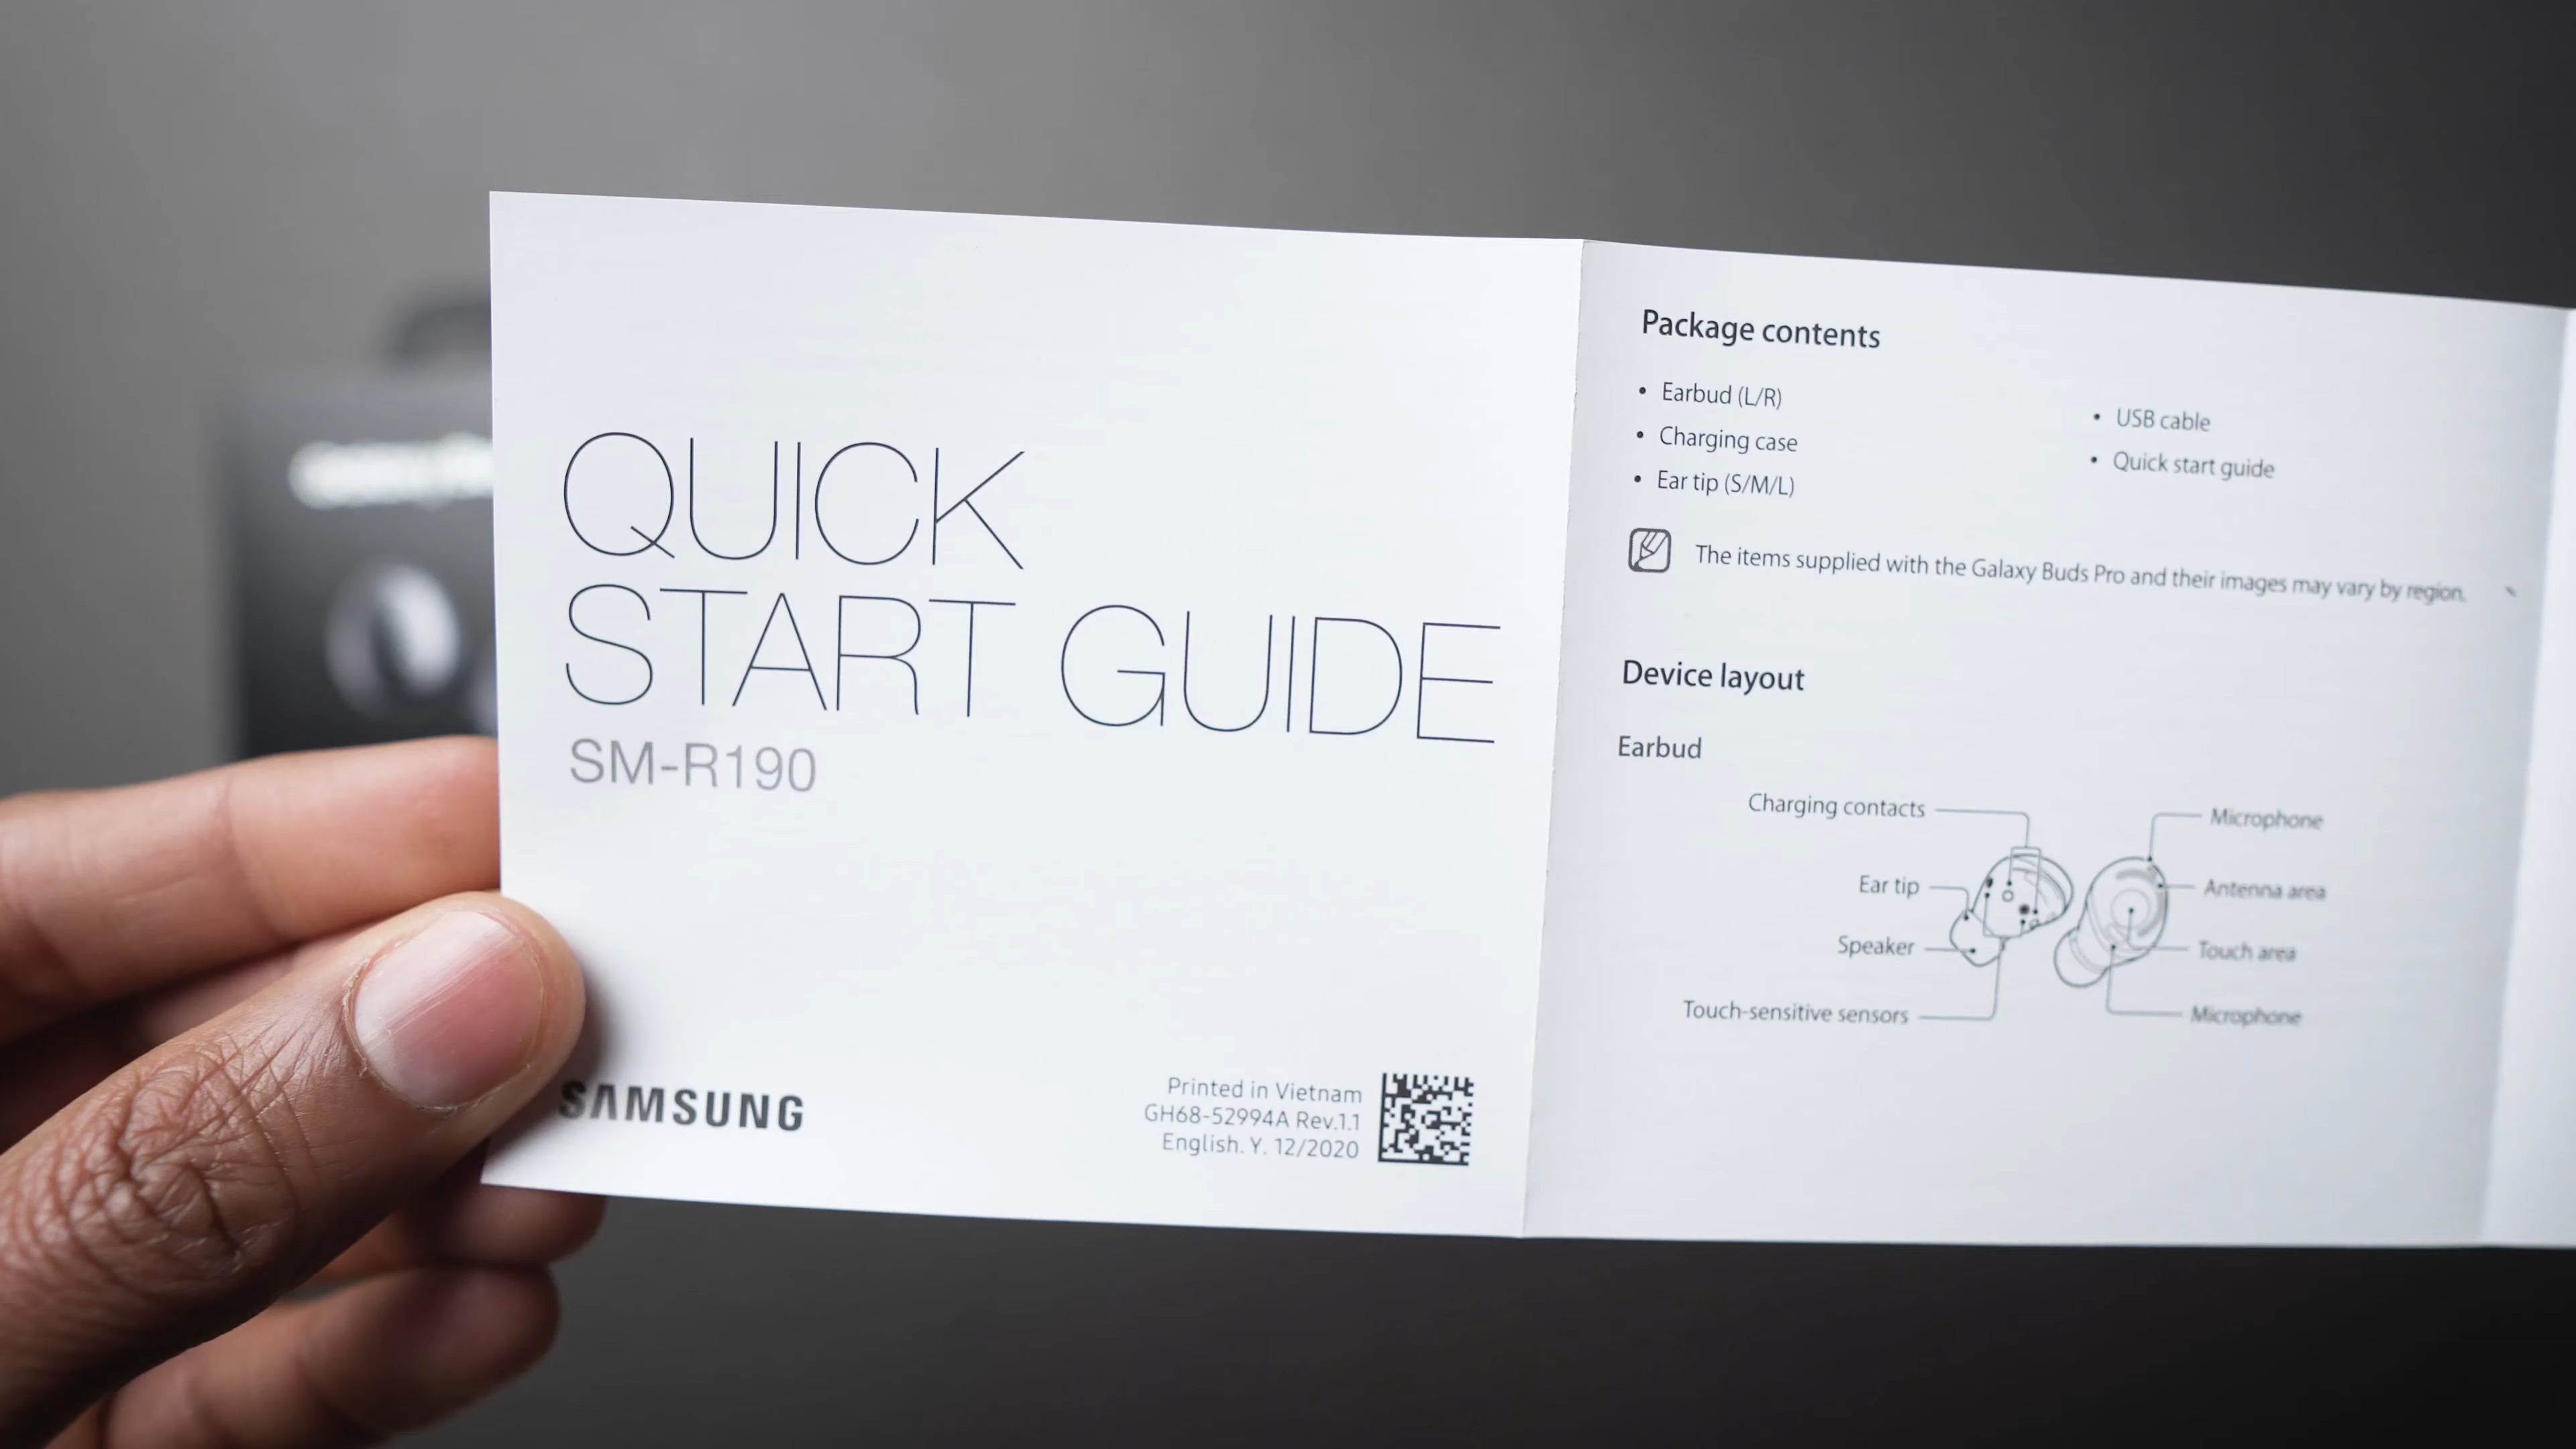 QUICK
START GUIDE
SM-R190
SAMSUNG
Printed in Vietnam
GH68-52994A Rev.1.1
English. Y. 12/2020
Package contents
• Earbud (L/R)
• Charging case
• Ear tip (S/M/L)
• USB cable
• Quick start guide
The items supplied with the Galaxy Buds Pro and their images may vary by region.
Device layout
Earbud
Charging contacts
Ear tip
Speaker
Touch-sensitive sensors
Microphone
Antenna area
Touch area
Microphone